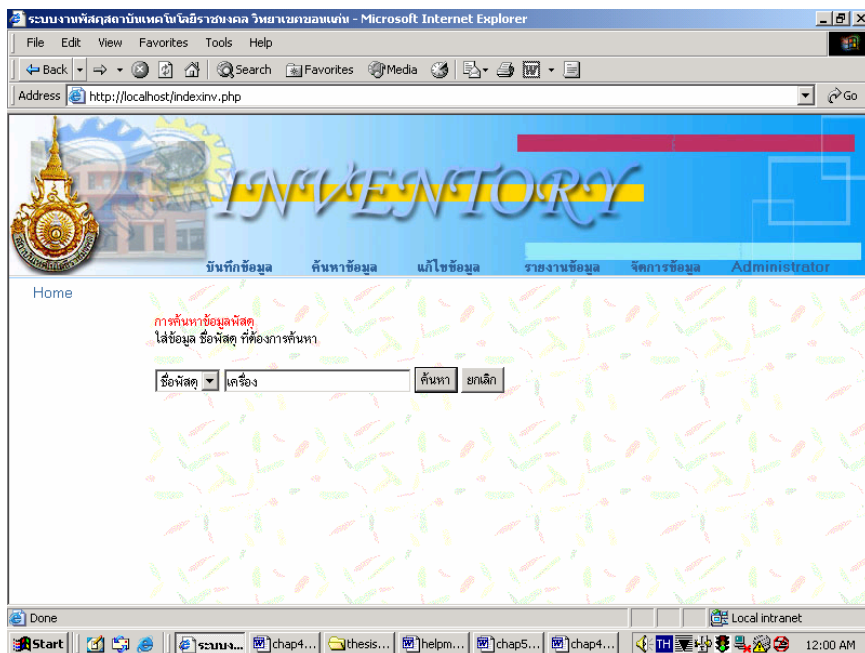 ระบบงานพัสดุสถาบันเทคโนโลยีราชมงคล วิทยาเขตขอนแก่น - Microsoft Internet Explorer
File Edit View Favorites Tools Help
Back Search Favorites Media
Address http://localhost/indexinv.php Go
INVENTORY
บันทึกข้อมูล ค้นหาข้อมูล แก้ไขข้อมูล รายงานข้อมูล จัดการข้อมูล Administrator
Home
การค้นหาข้อมูลพัสดุ
ใส่ข้อมูล ชื่อพัสดุ ที่ต้องการค้นหา
ชื่อพัสดุ เครื่อง ค้นหา ยกเลิก
Done Local intranet
Start ระบบง... chap4... thesis... helpm... chap5... chap4... TH 12:00 AM